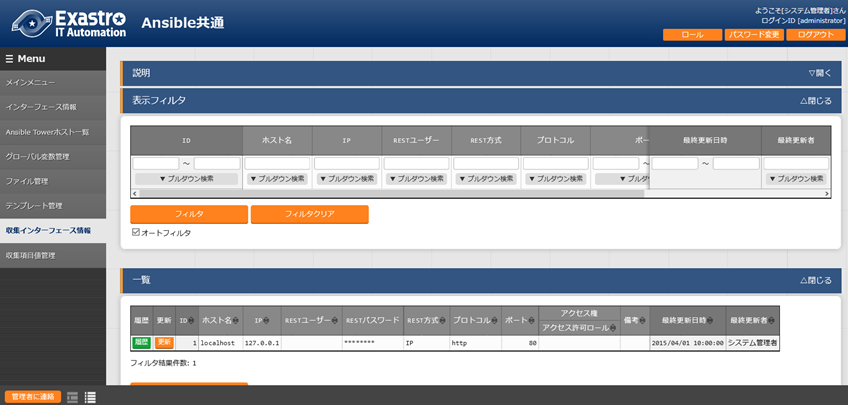 Exastro
IT Automation
Ansible共通
ようこそ[システム管理者]さん
ログインID [administrator]
ロール パスワード変更 ログアウト
Menu
メインメニュー
インターフェース情報
Ansible Towerホスト一覧
グローバル変数管理
ファイル管理
テンプレート管理
収集インターフェース情報
収集項目値管理
説明 ▽開く
表示フィルタ △閉じる
ID ホスト名 IP RESTユーザー REST方式 プロトコル ポー 最終更新日時 最終更新者
～ ～ ～
▼ プルダウン検索 ▼ プルダウン検索 ▼ プルダウン検索 ▼ プルダウン検索 ▼ プルダウン検索 ▼ プルダウン検索 ▼ プルダウ ▼ プルダウン検索
フィルタ フィルタクリア
オートフィルタ
一覧 △閉じる
履歴 更新 ID ホスト名 IP RESTユーザー RESTパスワード REST方式 プロトコル ポート アクセス権 備考 最終更新日時 最終更新者
アクセス許可ロール
履歴 更新 1 localhost 127.0.0.1 ******** IP http 80 2015/04/01 10:00:00 システム管理者
フィルタ結果件数: 1
管理者に連絡